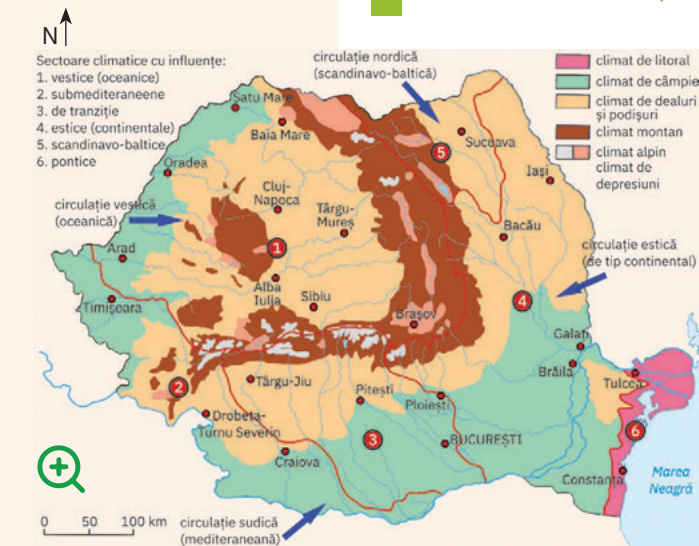 N
Sectoare climatice cu influențe:
1. vestice (oceanice)
2. submediteraneene
3. de tranziție
4. estice (continentale)
5. scandinavo-baltice
6. pontice
circulație nordică
(scandinavo-baltică)
climat de litoral
climat de câmpie
climat de dealuri
și podișuri
climat montan
climat alpin
climat de
depresiuni
Satu Mare
Baia Mare
Suceava
5
Oradea
Iași
Cluj-
Napoca
Târgu-
Mureș
circulație vestică
(oceanică)
Bacău
1
circulație estică
(de tip continental)
Arad
Alba
Iulia
Sibiu
4
Timișoara
Brașov
Galați
Brăila
Tulcea
2
Târgu-Jiu
Pitești
Ploiești
Drobeta-
Turnu Severin
3
BUCUREȘTI
6
Craiova
Constanța
Marea
Neagră
0 50 100 km
circulație sudică
(mediteraneană)